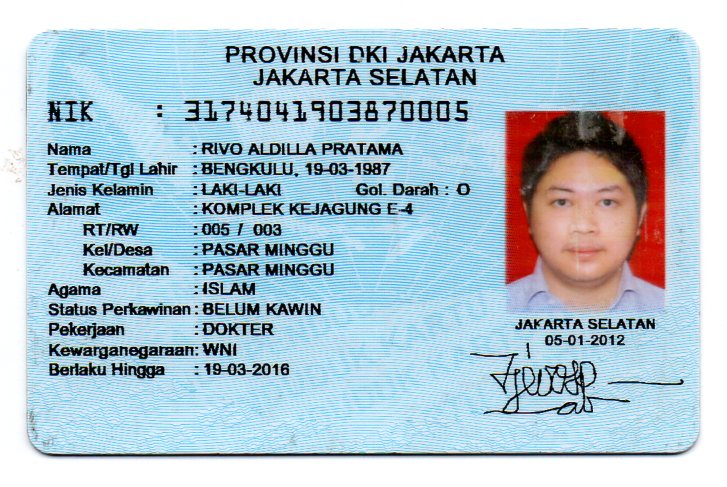 PROVINSI DKI JAKARTA
JAKARTA SELATAN
NIK : 3174041903870005
Nama : RIVO ALDILLA PRATAMA
Tempat/Tgl Lahir : BENGKULU, 19-03-1987
Jenis Kelamin : LAKI-LAKI Gol. Darah : O
Alamat : KOMPLEK KEJAGUNG E-4
RT/RW : 005 / 003
Kel/Desa : PASAR MINGGU
Kecamatan : PASAR MINGGU
Agama : ISLAM
Status Perkawinan : BELUM KAWIN
Pekerjaan : DOKTER
Kewarganegaraan : WNI
Berlaku Hingga : 19-03-2016
JAKARTA SELATAN
05-01-2012